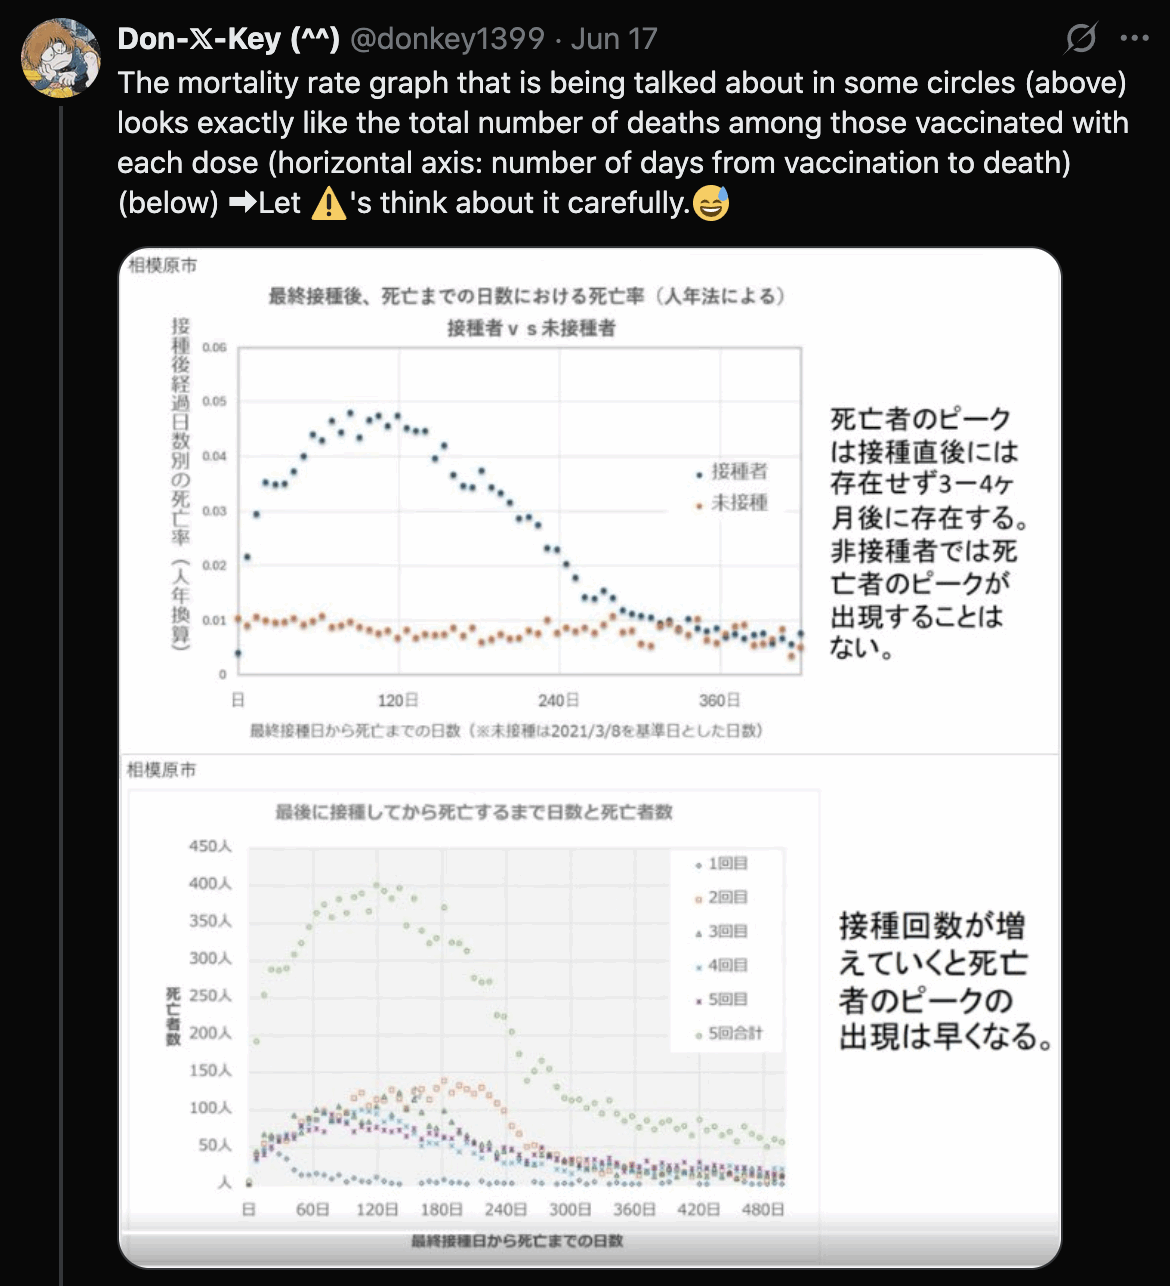 Don-𝕏-Key (^^) @donkey1399 · Jun 17
The mortality rate graph that is being talked about in some circles (above)
looks exactly like the total number of deaths among those vaccinated with
each dose (horizontal axis: number of days from vaccination to death)
(below) ➡Let ⚠️'s think about it carefully.😅
相模原市
最終接種後、死亡までの日数における死亡率（人年法による）
接種者ｖｓ未接種者
接種後経過日数別の死亡率（人年換算）
0.06
0.05
0.04
0.03
0.02
0.01
0
接種者
未接種
日
120日
240日
360日
最終接種日から死亡までの日数（※未接種は2021/3/8を基準日とした日数）
死亡者のピーク
は接種直後には
存在せず3ー4ヶ
月後に存在する。
非接種者では死
亡者のピークが
出現することは
ない。
相模原市
最後に接種してから死亡するまで日数と死亡者数
死亡者数
450人
400人
350人
300人
250人
200人
150人
100人
50人
人
1回目
2回目
3回目
4回目
5回目
5回合計
日
60日
120日
180日
240日
300日
360日
420日
480日
最終接種日から死亡までの日数
接種回数が増
えていくと死亡
者のピークの
出現は早くなる。